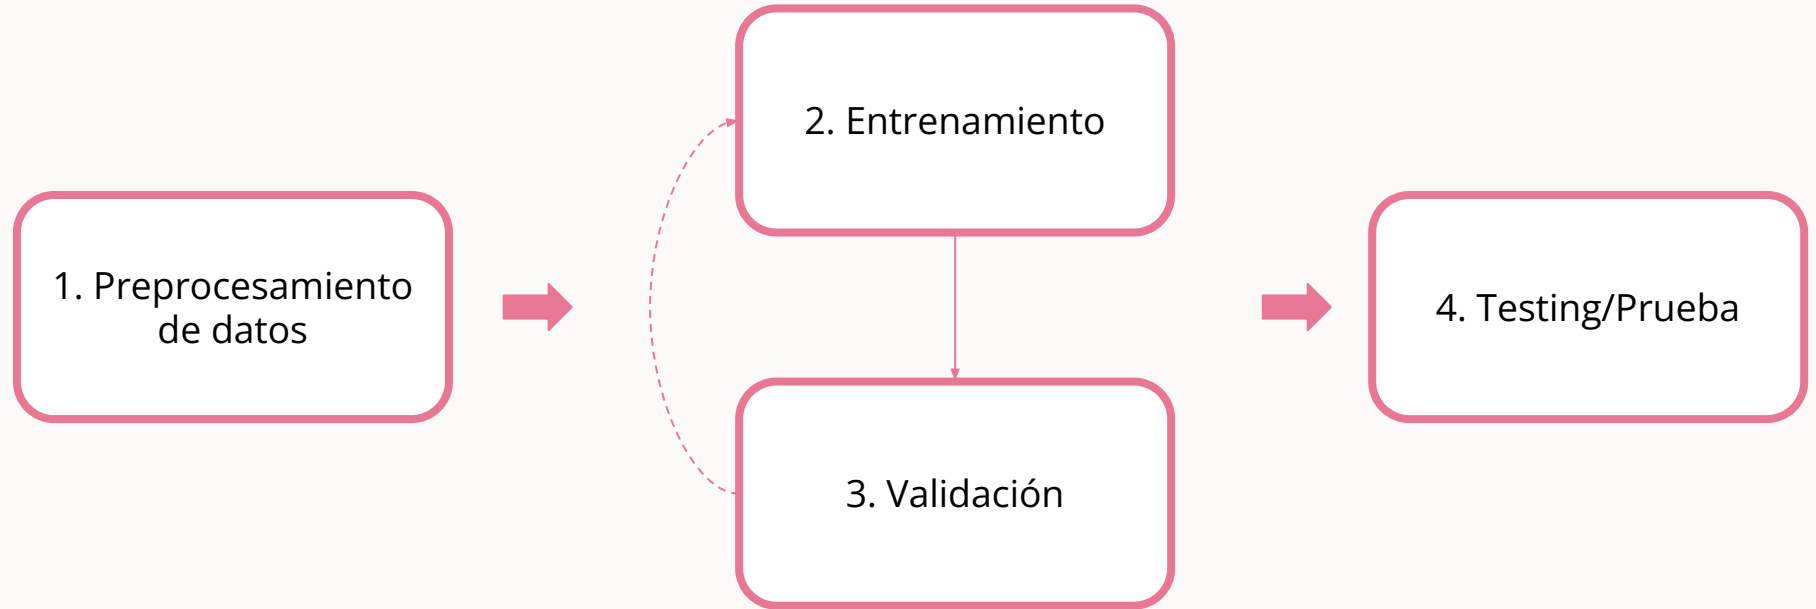 1. Preprocesamiento
de datos
2. Entrenamiento
3. Validación
4. Testing/Prueba